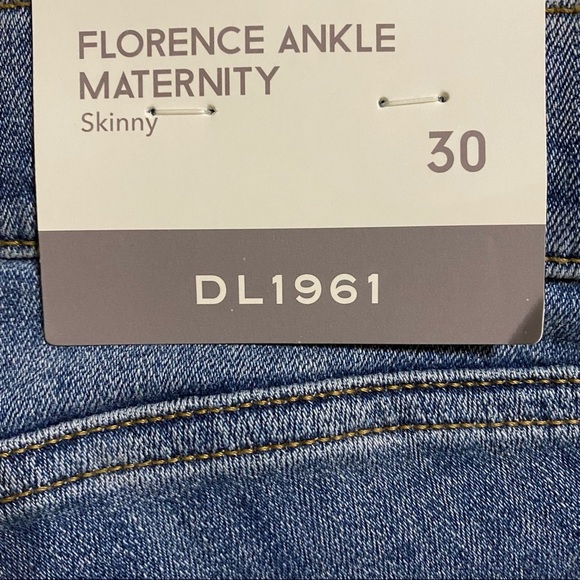 FLORENCE ANKLE
MATERNITY
Skinny
30
DL1961